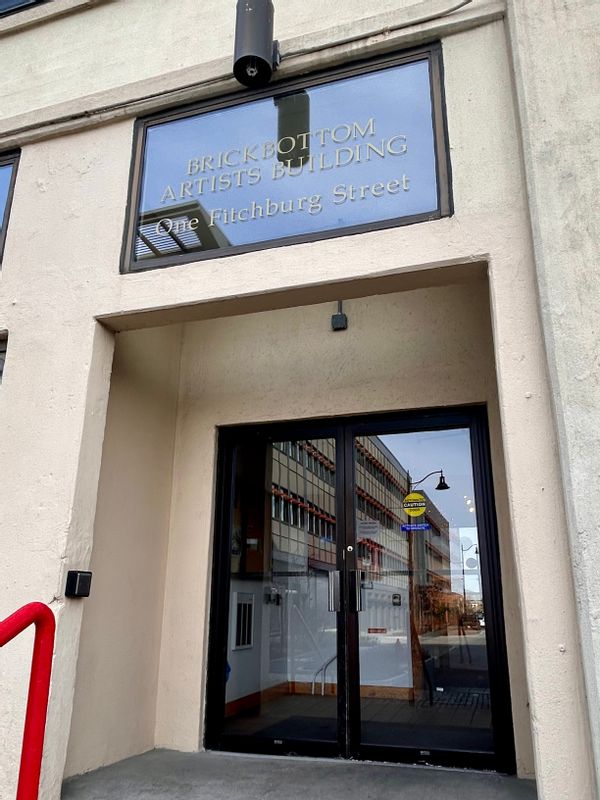 BRICKBOTTOM
ARTISTS BUILDING
One Fitchburg Street
CAUTION